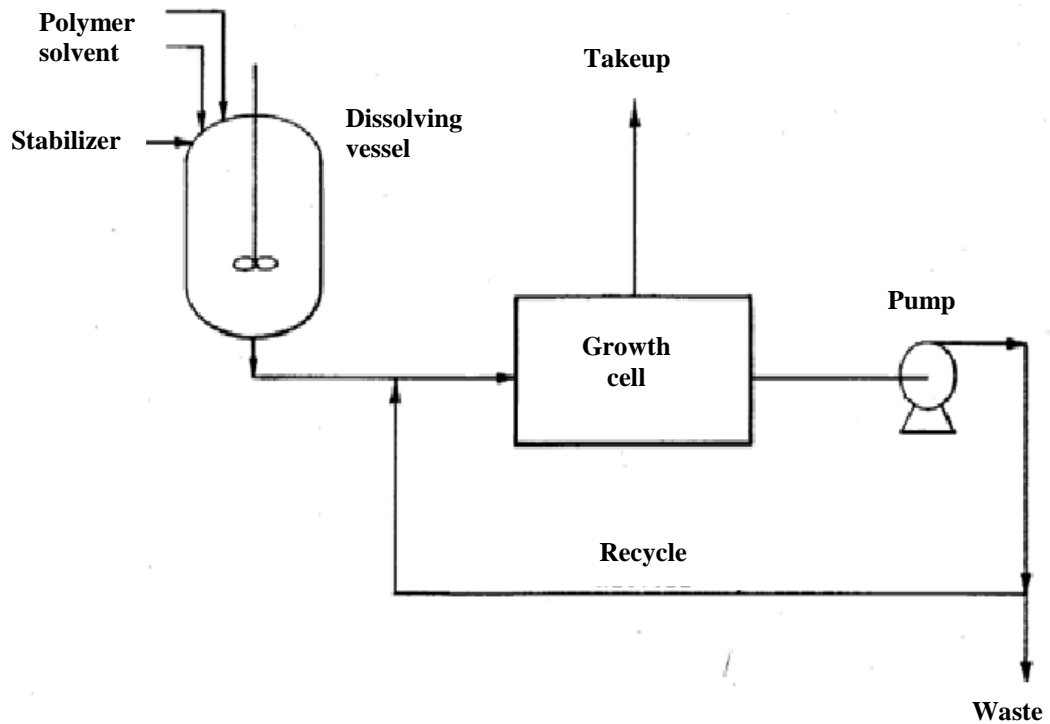 Polymer
solvent
Stabilizer
Dissolving
vessel
Takeup
Growth
cell
Pump
Recycle
Waste